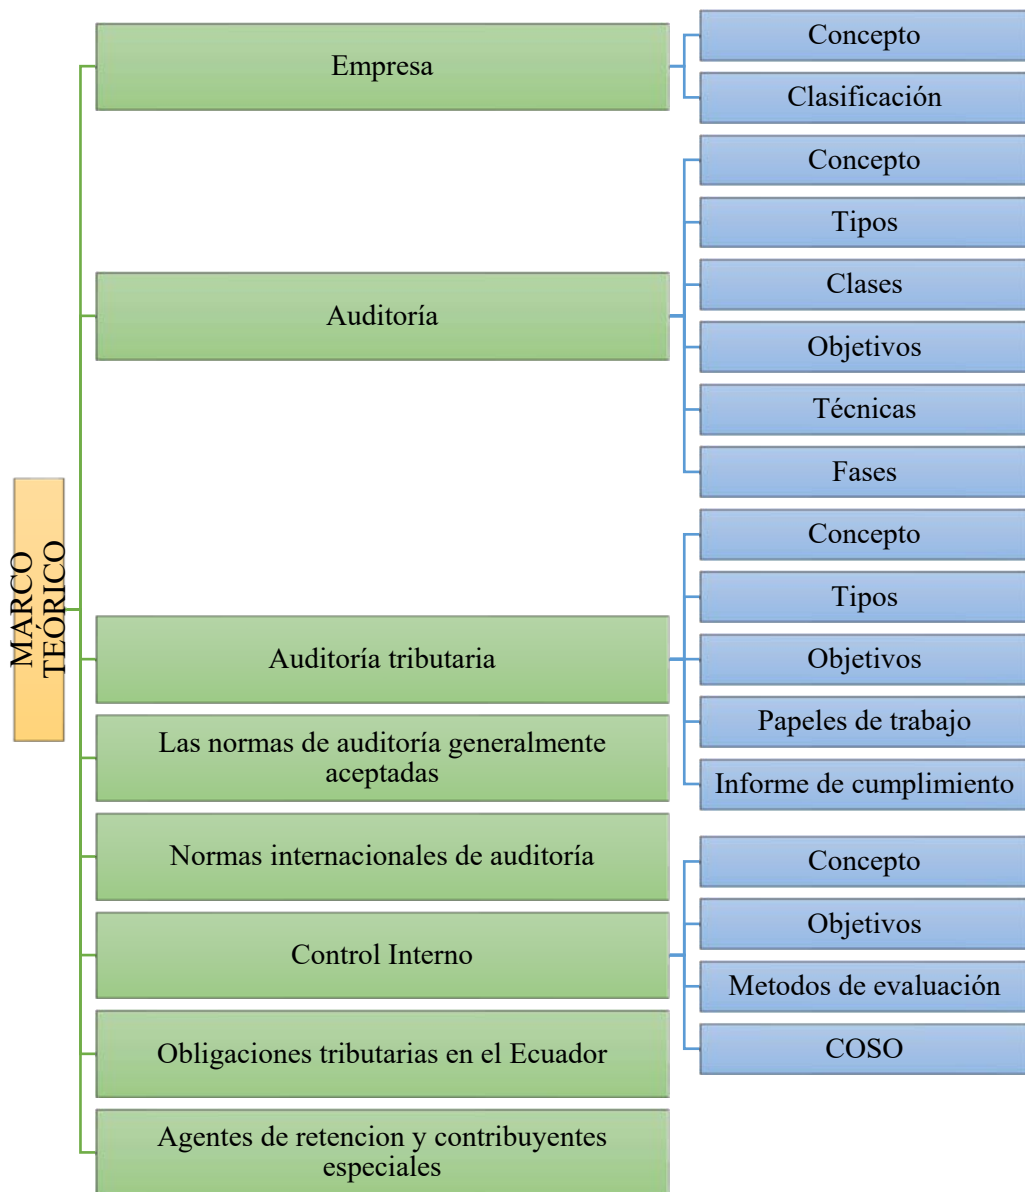 MARCO
TEÓRICO
Empresa
Concepto
Clasificación
Auditoría
Concepto
Tipos
Clases
Objetivos
Técnicas
Fases
Auditoría tributaria
Concepto
Tipos
Objetivos
Papeles de trabajo
Informe de cumplimiento
Las normas de auditoría generalmente
aceptadas
Normas internacionales de auditoría
Control Interno
Concepto
Objetivos
Metodos de evaluación
COSO
Obligaciones tributarias en el Ecuador
Agentes de retencion y contribuyentes
especiales